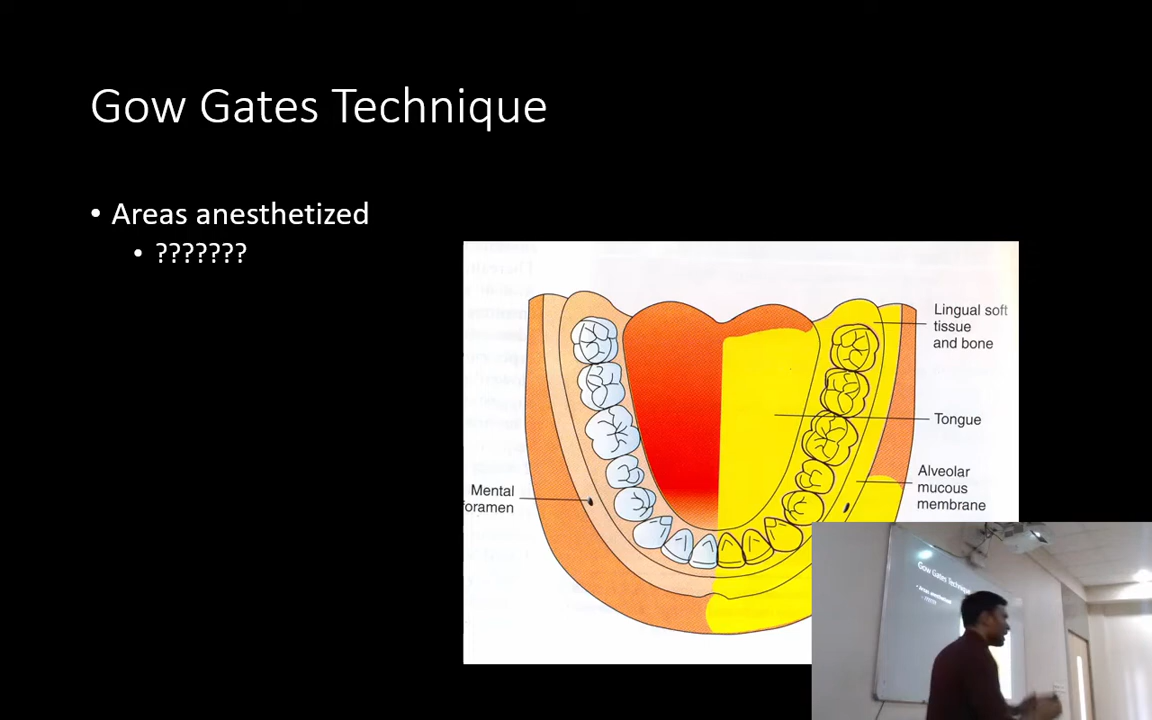 Gow Gates Technique
• Areas anesthetized
• ???????
Lingual soft
tissue
and bone
Tongue
Alveolar
mucous
membrane
Mental
foramen
Gow Gates Technique
• Areas anesthetized